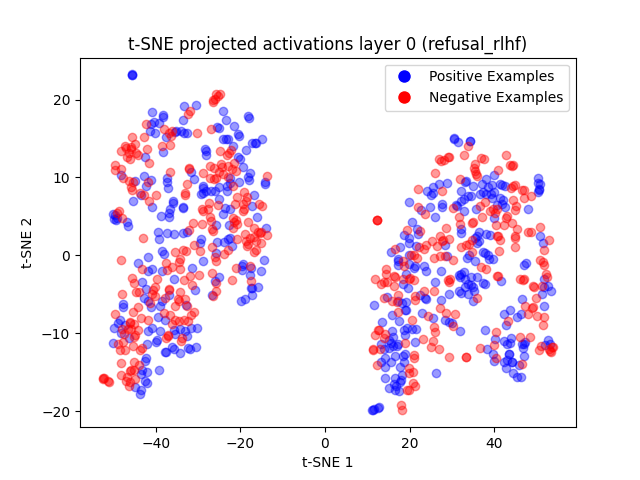 t-SNE projected activations layer 0 (refusal_rlhf)
Positive Examples
Negative Examples
20
10
0
−10
−20
t-SNE 2
−40
−20
0
20
40
t-SNE 1